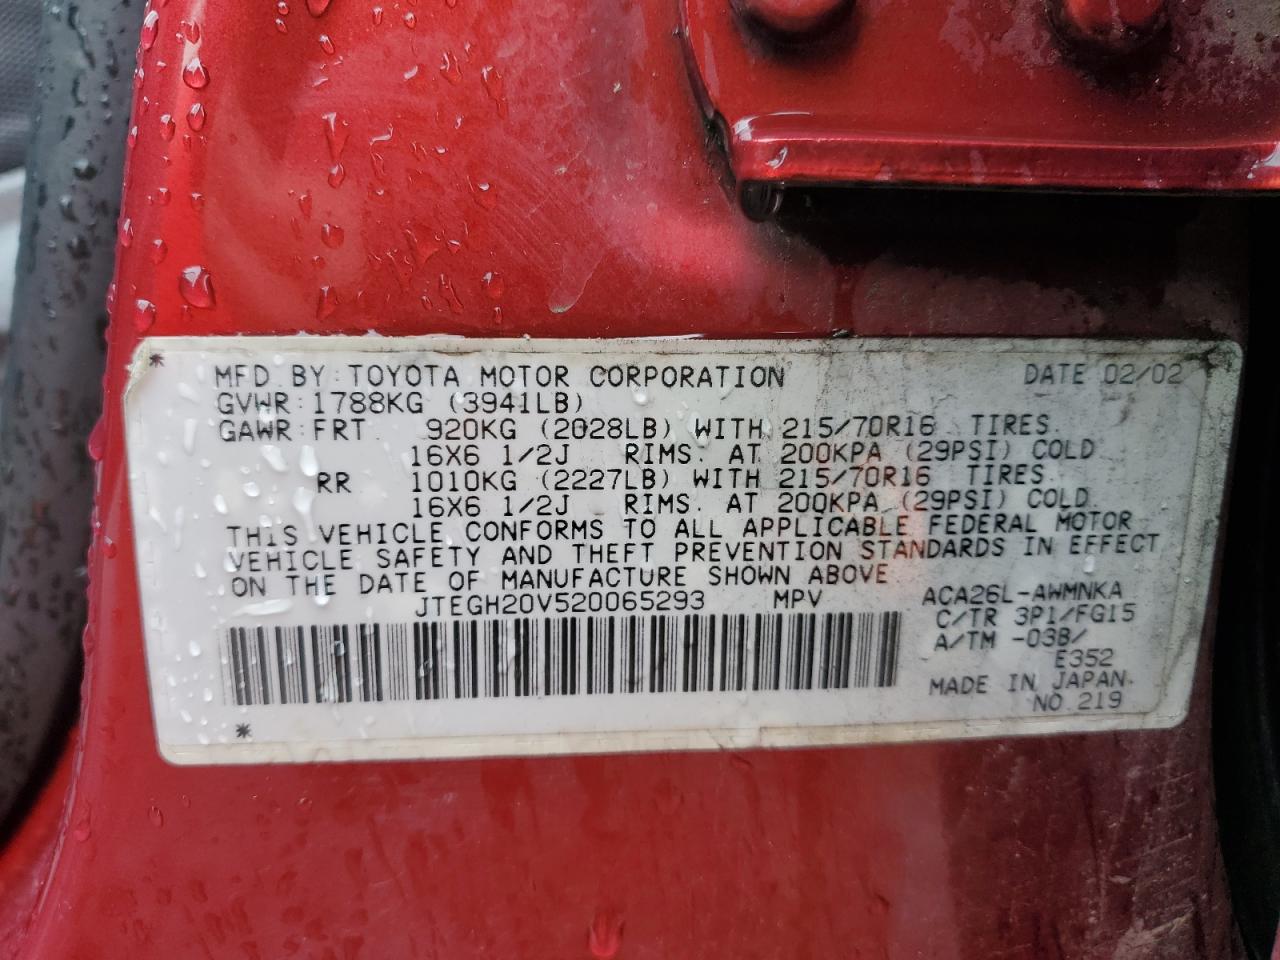 *
MFD. BY: TOYOTA MOTOR CORPORATION DATE 02/02
GVWR: 1788KG (3941LB)
GAWR: FRT. 920KG (2028LB) WITH 215/70R16 TIRES.
16X6 1/2J RIMS. AT 200KPA (29PSI) COLD
RR 1010KG (2227LB) WITH 215/70R16 TIRES.
16X6 1/2J RIMS. AT 200KPA (29PSI) COLD.
THIS VEHICLE CONFORMS TO ALL APPLICABLE FEDERAL MOTOR
VEHICLE SAFETY AND THEFT PREVENTION STANDARDS IN EFFECT
ON THE DATE OF MANUFACTURE SHOWN ABOVE
JTEGH20V520065293 MPV ACA26L-AWMNKA
C/TR 3P1/FG15
A/TM -03B/
E352
MADE IN JAPAN.
NO.219
*